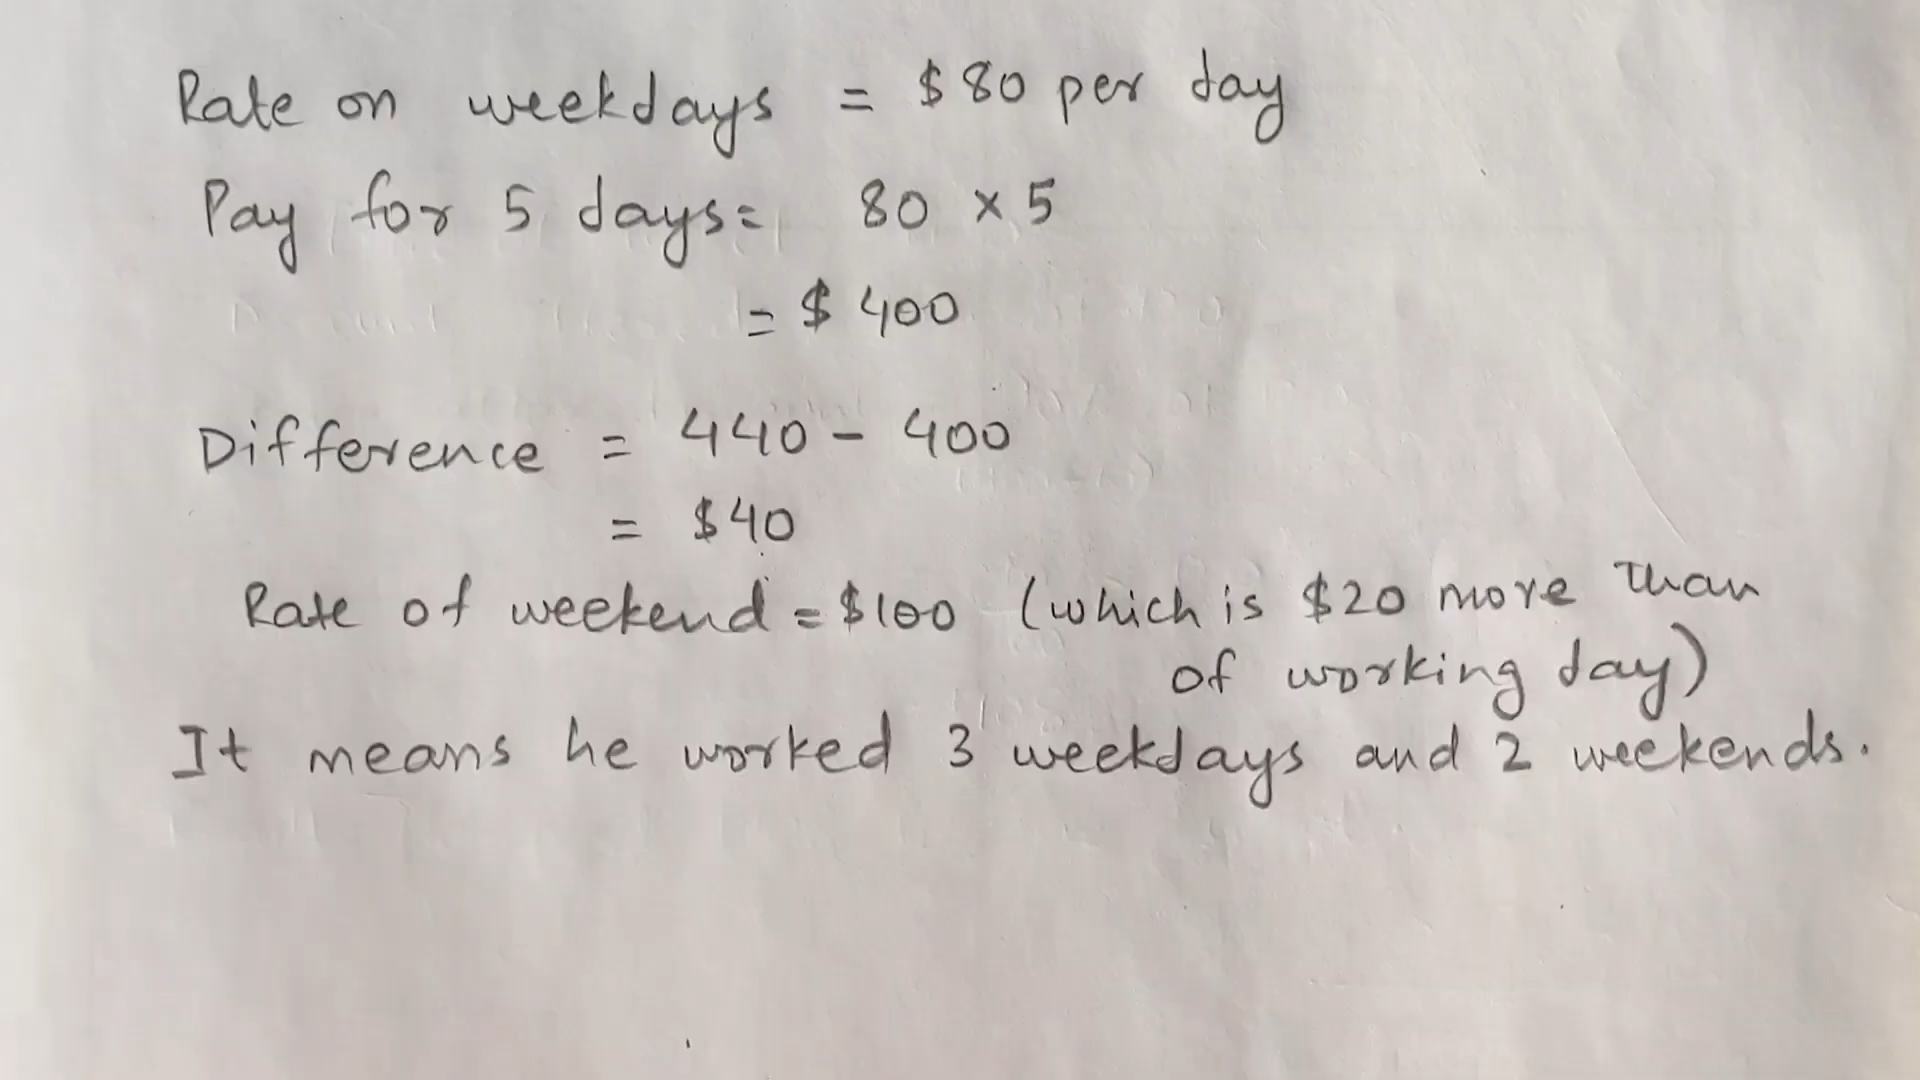 Rate on weekdays = $80 per day
Pay for 5 days= 80 x 5
= $ 400
Difference = 440 - 400
= $40
Rate of weekend = $100 (which is $20 more than
of working day)
It means he worked 3 weekdays and 2 weekends.